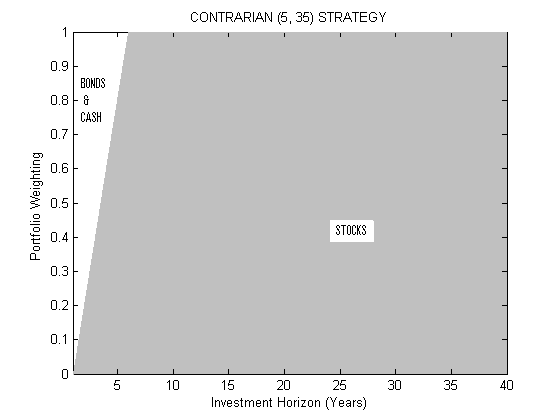 CONTRARIAN (5, 35) STRATEGY
1
0.9
0.8
0.7
0.6
0.5
0.4
0.3
0.2
0.1
0
Portfolio Weighting
BONDS
&
CASH
STOCKS
5 10 15 20 25 30 35 40
Investment Horizon (Years)